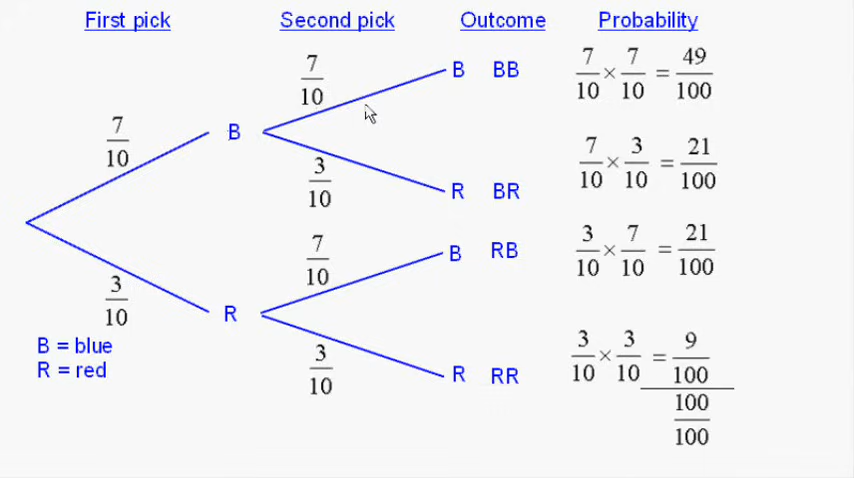 First pick Second pick Outcome Probability
7/10 B BB 7/10 × 7/10 = 49/100
7/10 B
3/10 R BR 7/10 × 3/10 = 21/100
7/10 B RB 3/10 × 7/10 = 21/100
3/10 R
3/10 R RR 3/10 × 3/10 = 9/100
B = blue
R = red
100/100